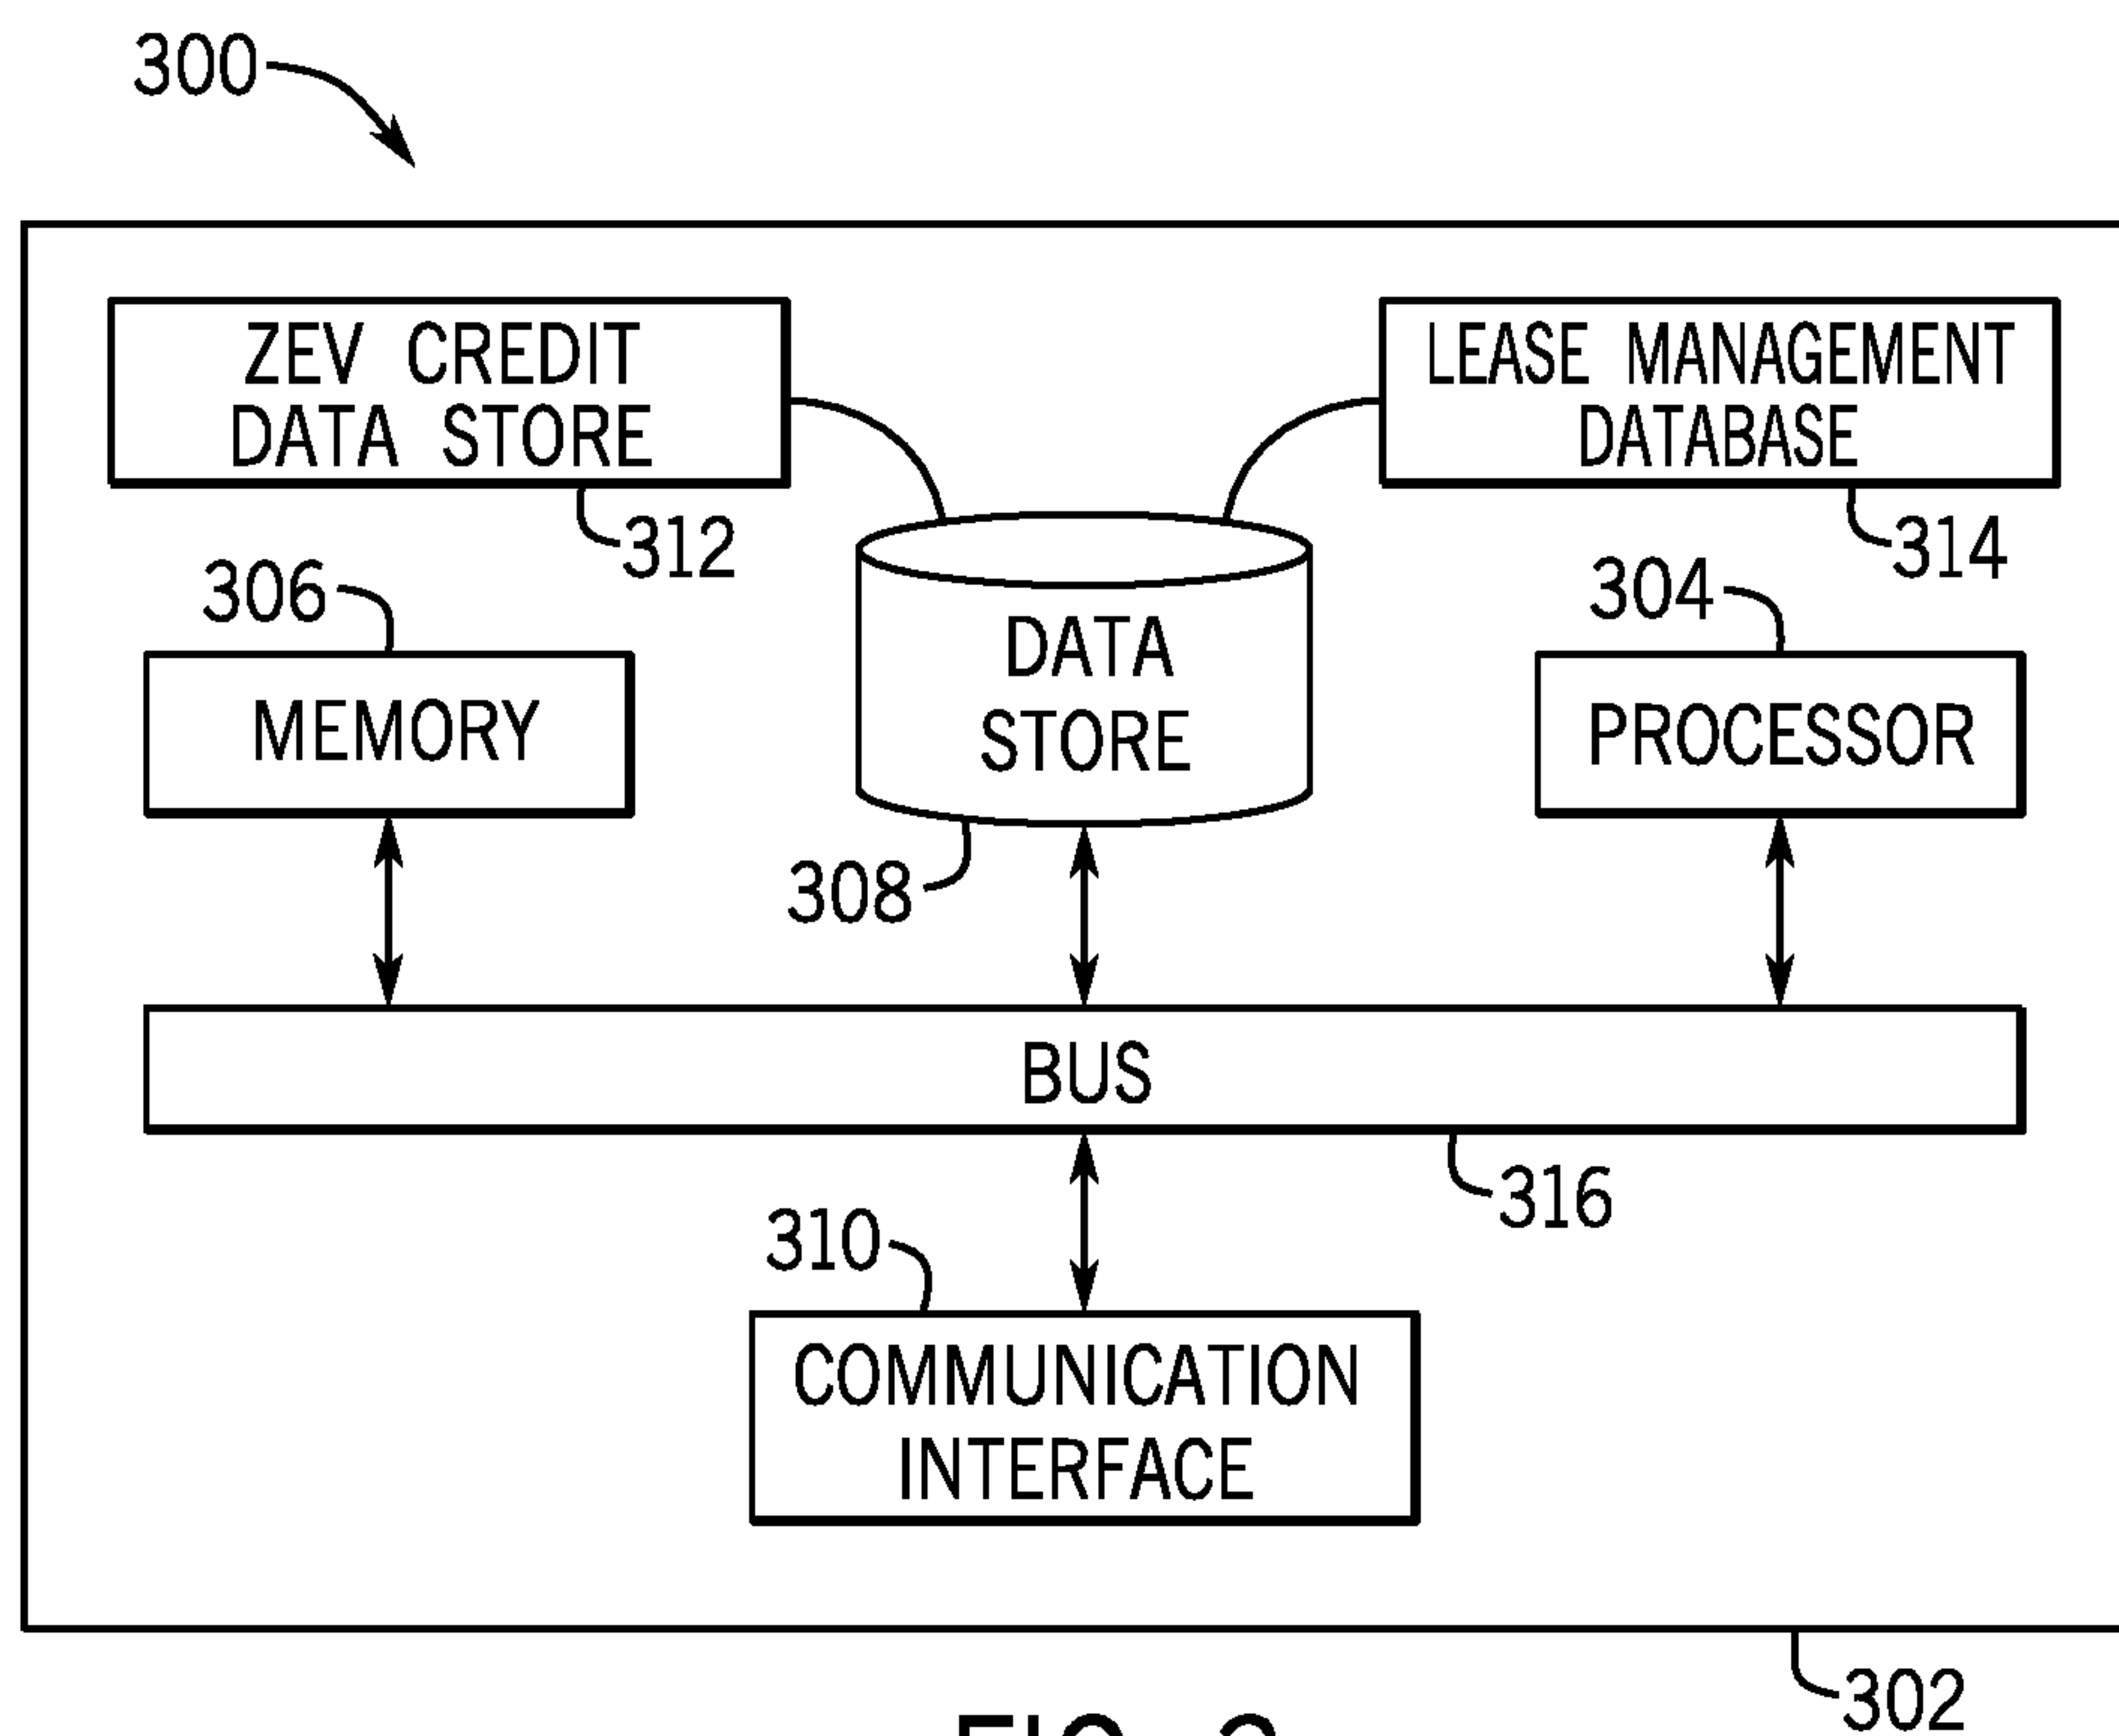 300
ZEV CREDIT
DATA STORE
LEASE MANAGEMENT
DATABASE
312
314
306
304
MEMORY
DATA
STORE
PROCESSOR
308
BUS
316
310
COMMUNICATION
INTERFACE
302